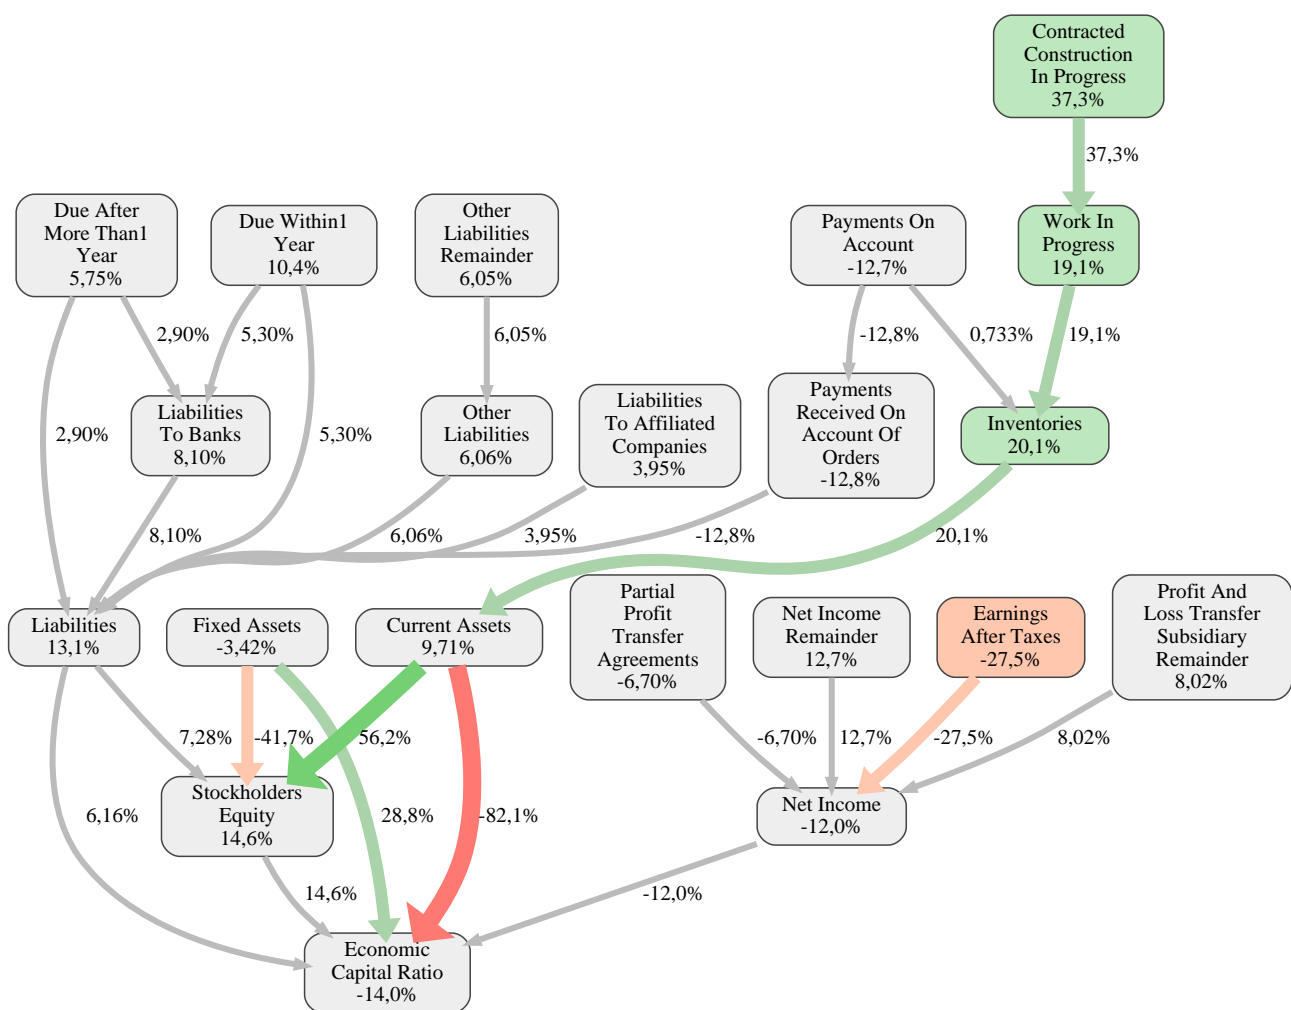 Contracted
Construction
In Progress
37,3%
37,3%
Due After
More Than1
Year
5,75%
Due Within1
Year
10,4%
Other
Liabilities
Remainder
6,05%
Payments On
Account
-12,7%
Work In
Progress
19,1%
2,90%
5,30%
6,05%
-12,8%
0,733%
19,1%
Liabilities
To Banks
8,10%
Other
Liabilities
6,06%
Liabilities
To Affiliated
Companies
3,95%
Payments
Received On
Account Of
Orders
-12,8%
Inventories
20,1%
2,90%
5,30%
8,10%
6,06%
3,95%
-12,8%
20,1%
Liabilities
13,1%
Fixed Assets
-3,42%
Current Assets
9,71%
Partial
Profit
Transfer
Agreements
-6,70%
Net Income
Remainder
12,7%
Earnings
After Taxes
-27,5%
Profit And
Loss Transfer
Subsidiary
Remainder
8,02%
7,28%
-41,7%
56,2%
-6,70%
12,7%
-27,5%
8,02%
Stockholders
Equity
14,6%
Net Income
-12,0%
6,16%
28,8%
-82,1%
14,6%
-12,0%
Economic
Capital Ratio
-14,0%